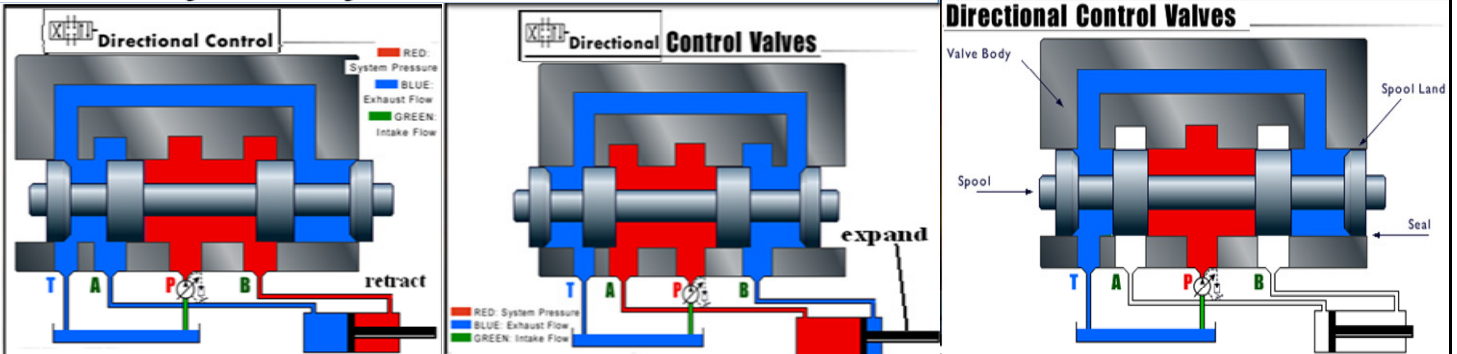 Directional Control
RED:
System Pressure
BLUE:
Exhaust Flow
GREEN:
Intake Flow
T A P B
retract
Directional Control Valves
expand
T A P B
RED: System Pressure
BLUE: Exhaust Flow
GREEN: Intake Flow
Directional Control Valves
Valve Body
Spool Land
Spool
Seal
T A P B